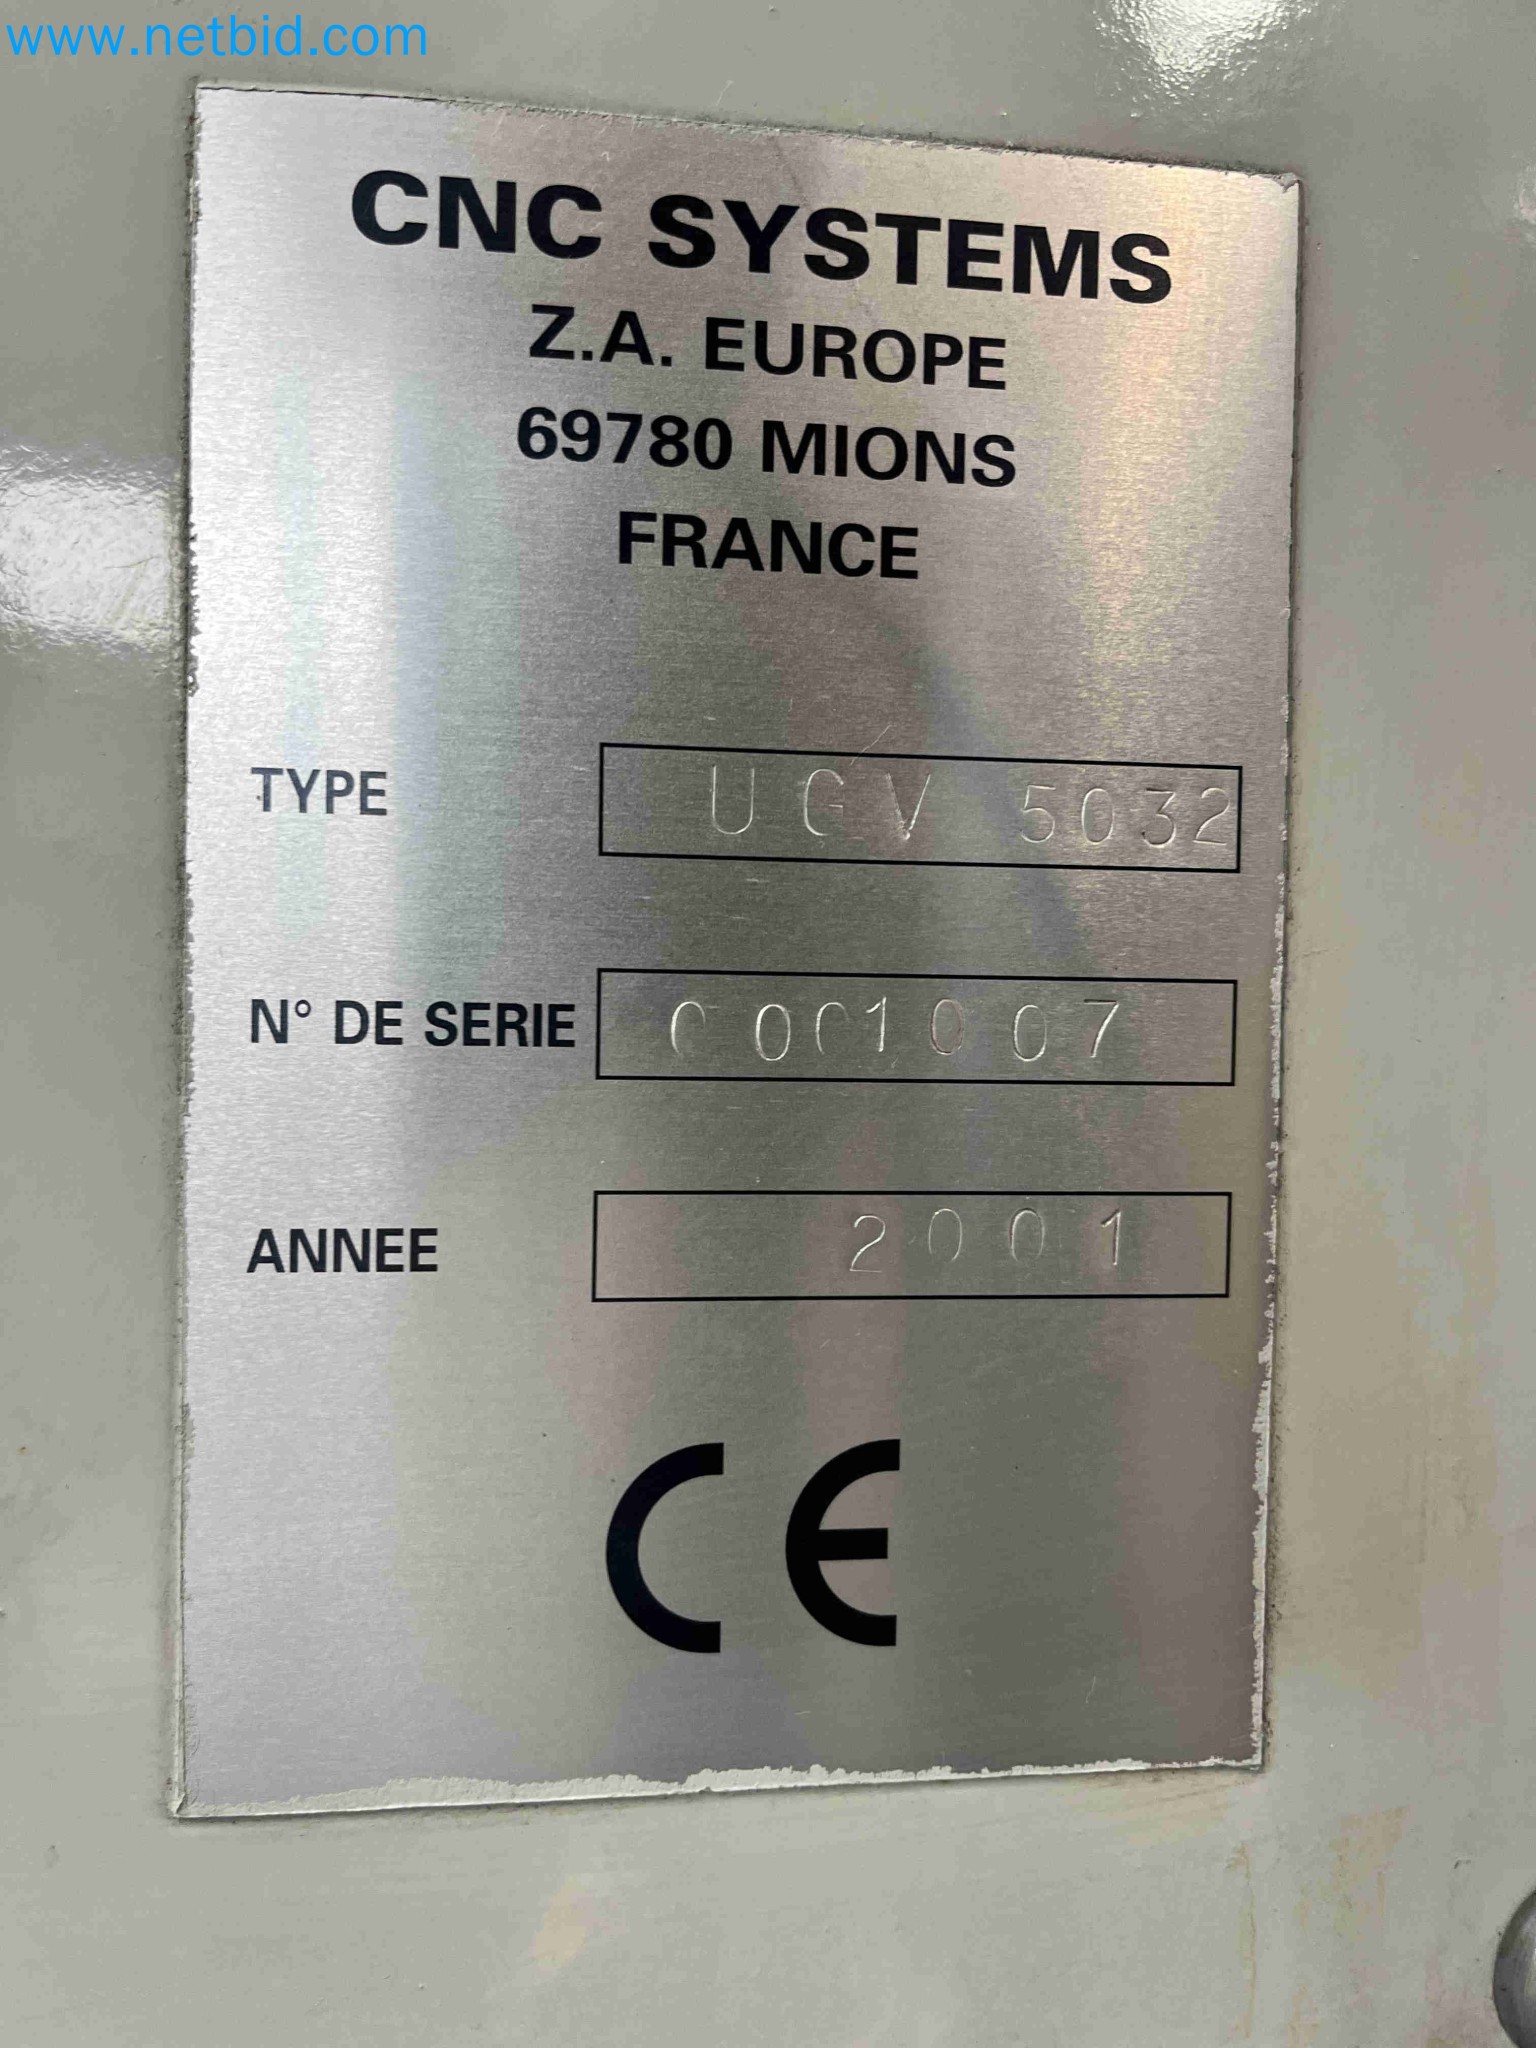 www.netbid.com
CNC SYSTEMS
Z.A. EUROPE
69780 MIONS
FRANCE
TYPE UGV 5032
N° DE SERIE 0001007
ANNEE 2001
CE